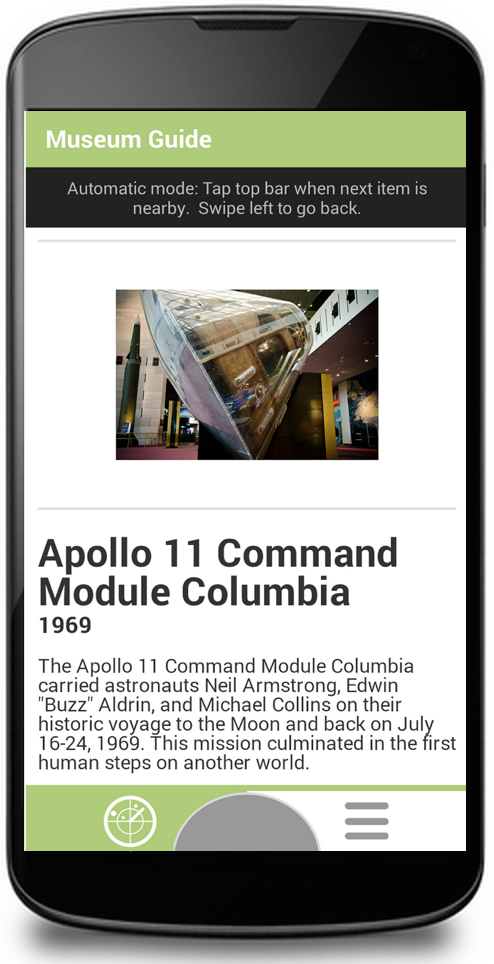 Museum Guide
Automatic mode: Tap top bar when next item is
nearby.  Swipe left to go back.
Apollo 11 Command
Module Columbia
1969
The Apollo 11 Command Module Columbia
carried astronauts Neil Armstrong, Edwin
"Buzz" Aldrin, and Michael Collins on their
historic voyage to the Moon and back on July
16-24, 1969. This mission culminated in the first
human steps on another world.